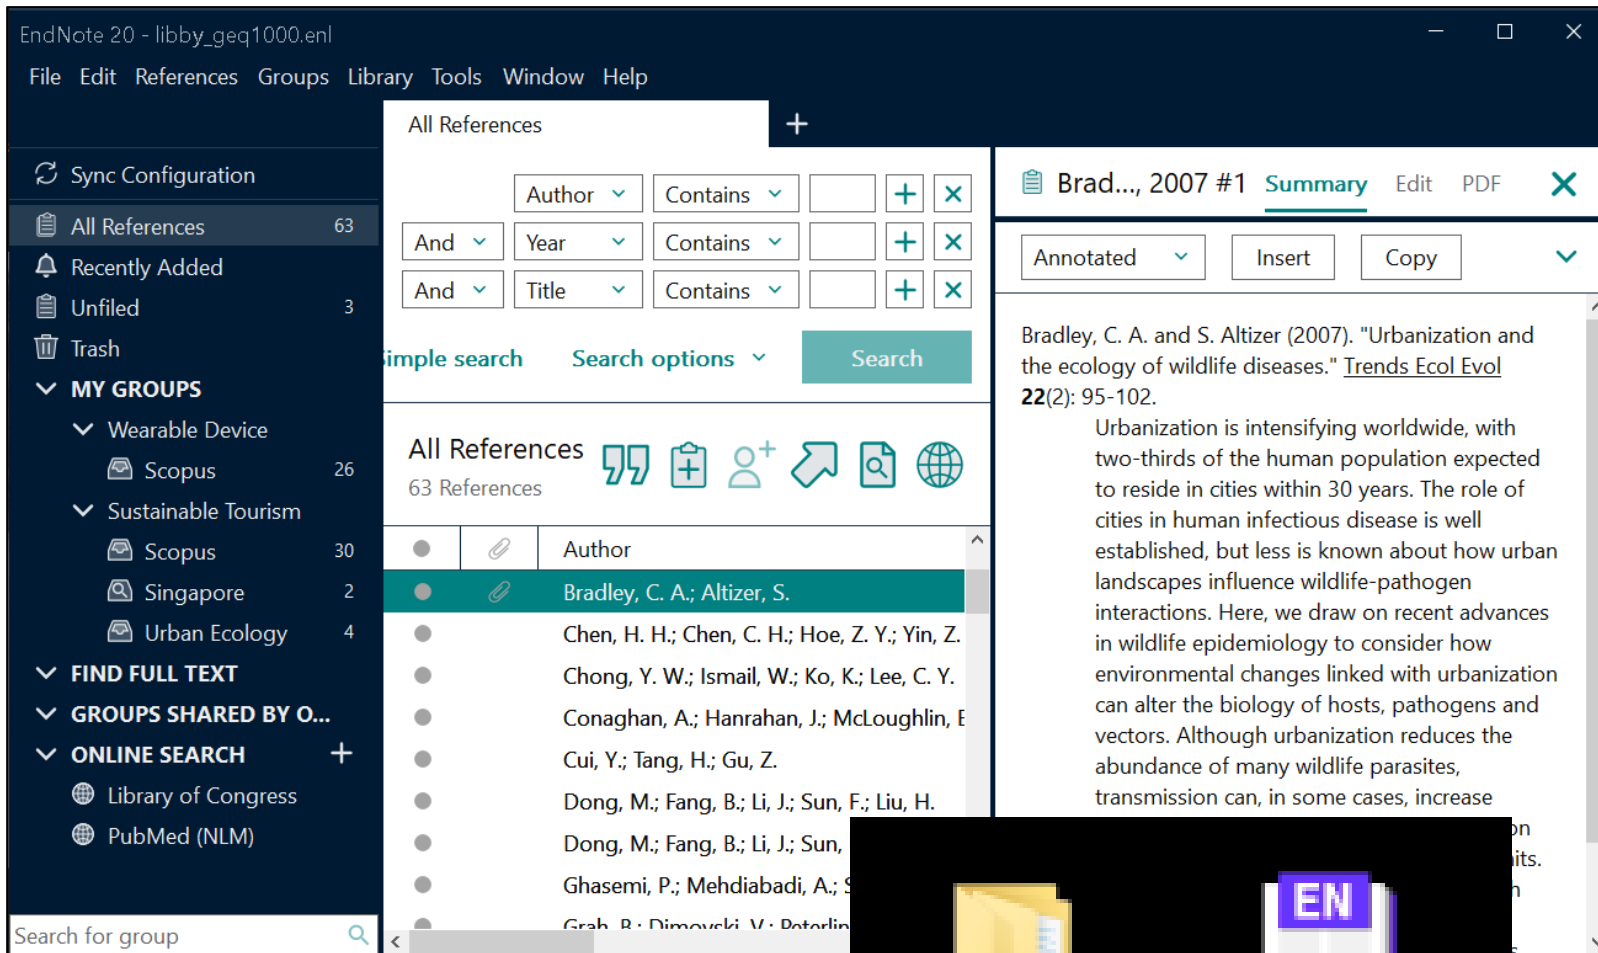 EndNote 20 - libby_geq1000.enl
File Edit References Groups Library Tools Window Help
All References
Sync Configuration
All References 63
Recently Added
Unfiled 3
Trash
MY GROUPS
Wearable Device
Scopus 26
Sustainable Tourism
Scopus 30
Singapore 2
Urban Ecology 4
FIND FULL TEXT
GROUPS SHARED BY O...
ONLINE SEARCH
Library of Congress
PubMed (NLM)
Search for group
Author Contains
And Year Contains
And Title Contains
Simple search Search options Search
All References
63 References
Author
Bradley, C. A.; Altizer, S.
Chen, H. H.; Chen, C. H.; Hoe, Z. Y.; Yin, Z.
Chong, Y. W.; Ismail, W.; Ko, K.; Lee, C. Y.
Conaghan, A.; Hanrahan, J.; McLoughlin, E
Cui, Y.; Tang, H.; Gu, Z.
Dong, M.; Fang, B.; Li, J.; Sun, F.; Liu, H.
Dong, M.; Fang, B.; Li, J.; Sun,
Ghasemi, P.; Mehdiabadi, A.; S
Grah, B.; Dimovski, V.; Peterlin
Brad..., 2007 #1 Summary Edit PDF
Annotated Insert Copy
Bradley, C. A. and S. Altizer (2007). "Urbanization and
the ecology of wildlife diseases." Trends Ecol Evol
22(2): 95-102.
Urbanization is intensifying worldwide, with
two-thirds of the human population expected
to reside in cities within 30 years. The role of
cities in human infectious disease is well
established, but less is known about how urban
landscapes influence wildlife-pathogen
interactions. Here, we draw on recent advances
in wildlife epidemiology to consider how
environmental changes linked with urbanization
can alter the biology of hosts, pathogens and
vectors. Although urbanization reduces the
abundance of many wildlife parasites,
transmission can, in some cases, increase
EN